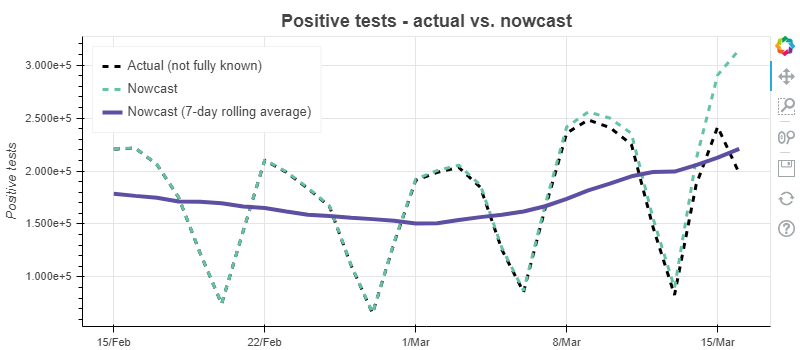 Positive tests - actual vs. nowcast
Actual (not fully known)
Nowcast
Nowcast (7-day rolling average)
Positive tests
3.000e+5
2.500e+5
2.000e+5
1.500e+5
1.000e+5
15/Feb
22/Feb
1/Mar
8/Mar
15/Mar